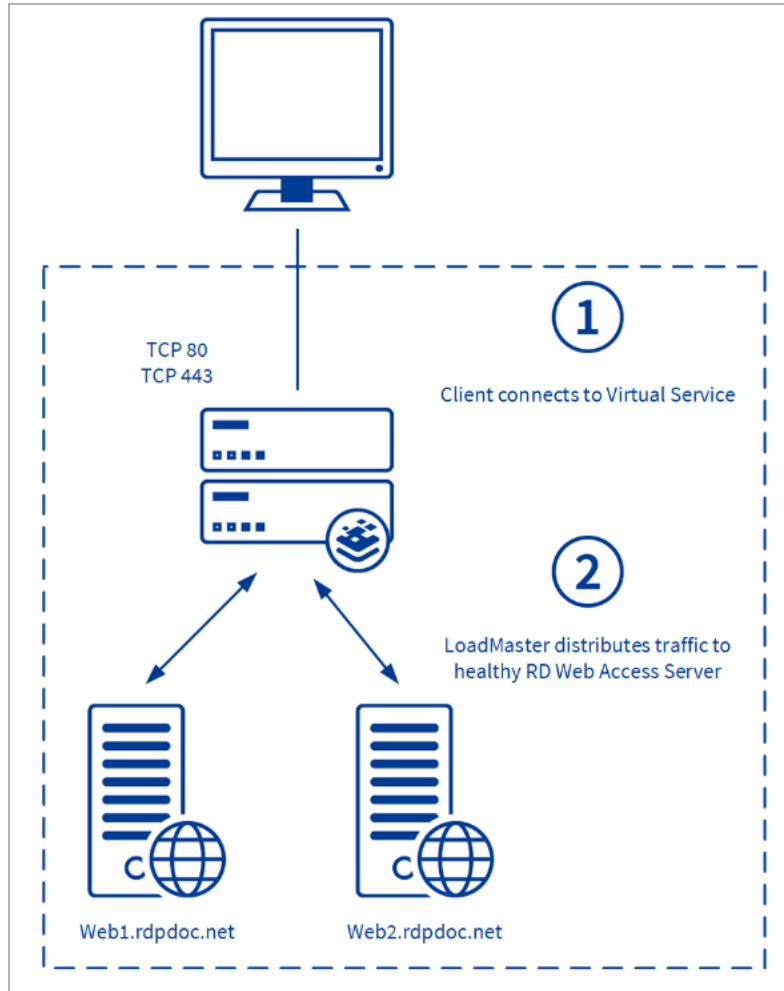 1
TCP 80
TCP 443
Client connects to Virtual Service
2
LoadMaster distributes traffic to
healthy RD Web Access Server
Web1.rdpdoc.net
Web2.rdpdoc.net